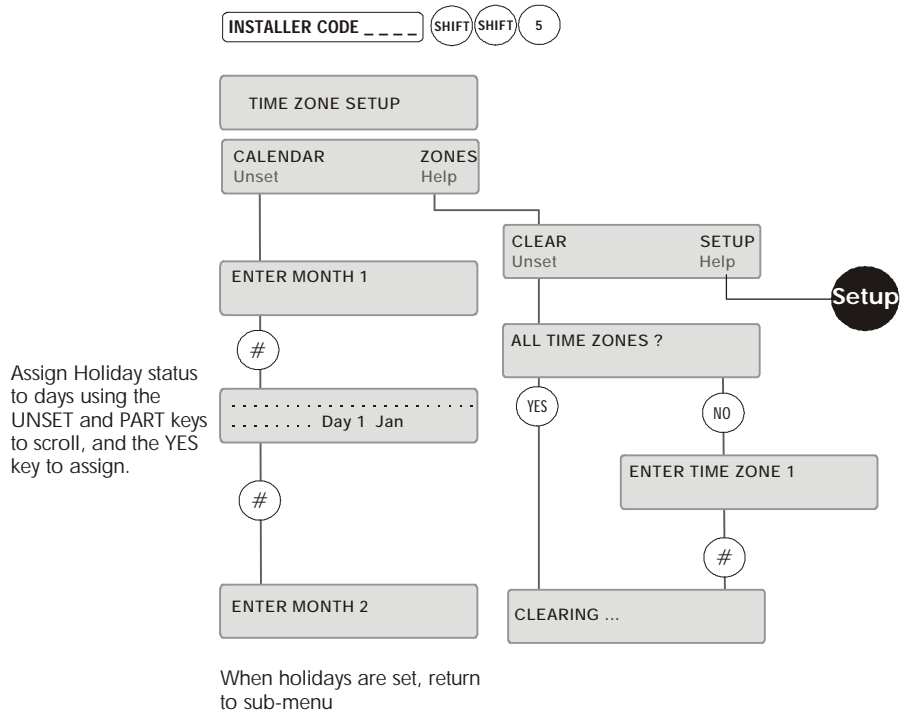 INSTALLER CODE _ _ _ _ SHIFT SHIFT 5
TIME ZONE SETUP
CALENDAR ZONES
Unset Help
CLEAR SETUP
Unset Help
Setup
ENTER MONTH 1
#
ALL TIME ZONES ?
Assign Holiday status
to days using the
UNSET and PART keys
to scroll, and the YES
key to assign.
. . . . . . . . . . . . . . . . . . . . . . . .
. . . . . . . . Day 1 Jan
YES NO
ENTER TIME ZONE 1
#
#
ENTER MONTH 2
CLEARING ...
When holidays are set, return
to sub-menu